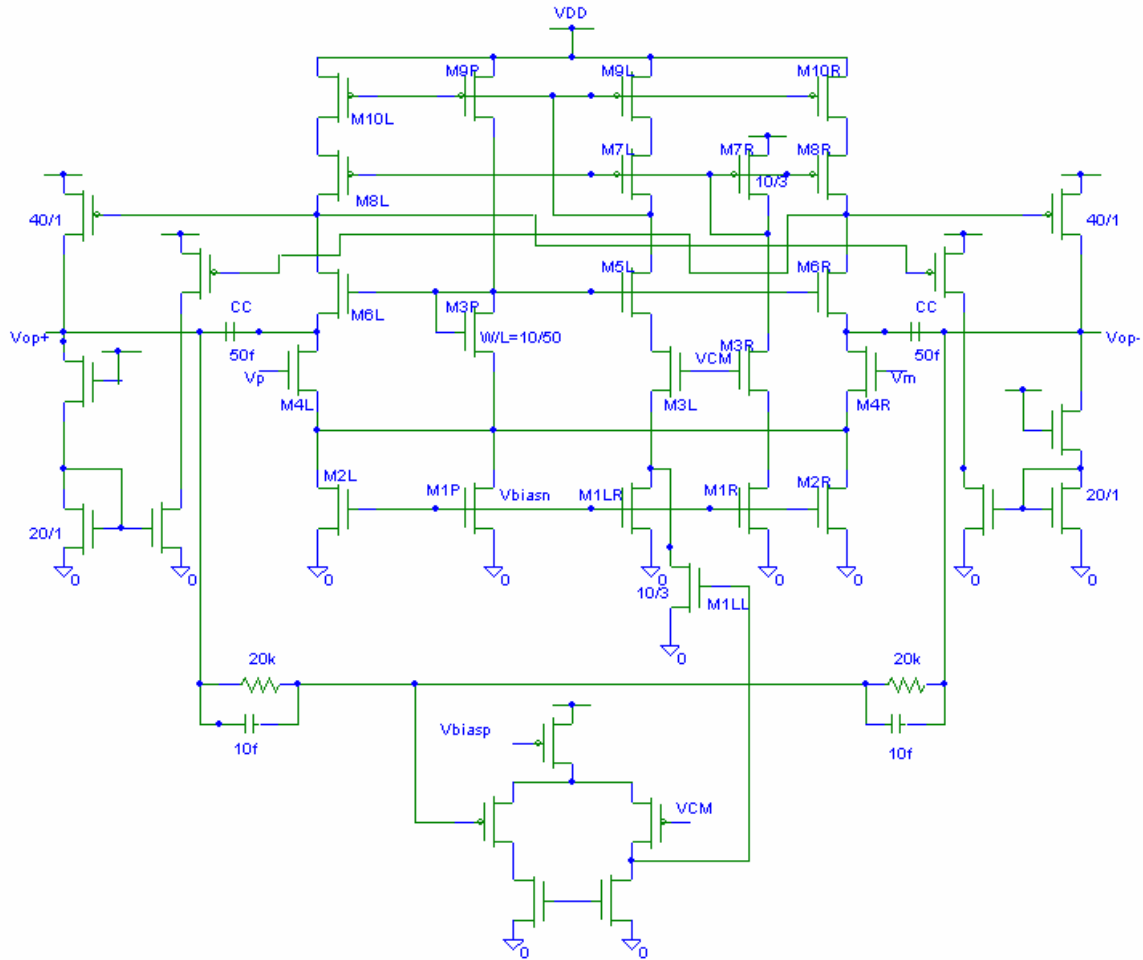 VDD
M9P
M9L
M10R
M10L
M7L
M7R
M8R
10/3
M8L
40/1
40/1
M5L
M6R
CC
M3P
CC
M6L
Vop+
W/L=10/50
Vop-
50f
VCM
M3R
50f
Vp
Vm
M4L
M3L
M4R
M2L
M1P
Vbiasn
M1LR
M1R
M2R
20/1
20/1
0
0
0
0
0
0
0
0
0
10/3
M1LL
0
20k
20k
10f
10f
Vbiasp
VCM
0
0